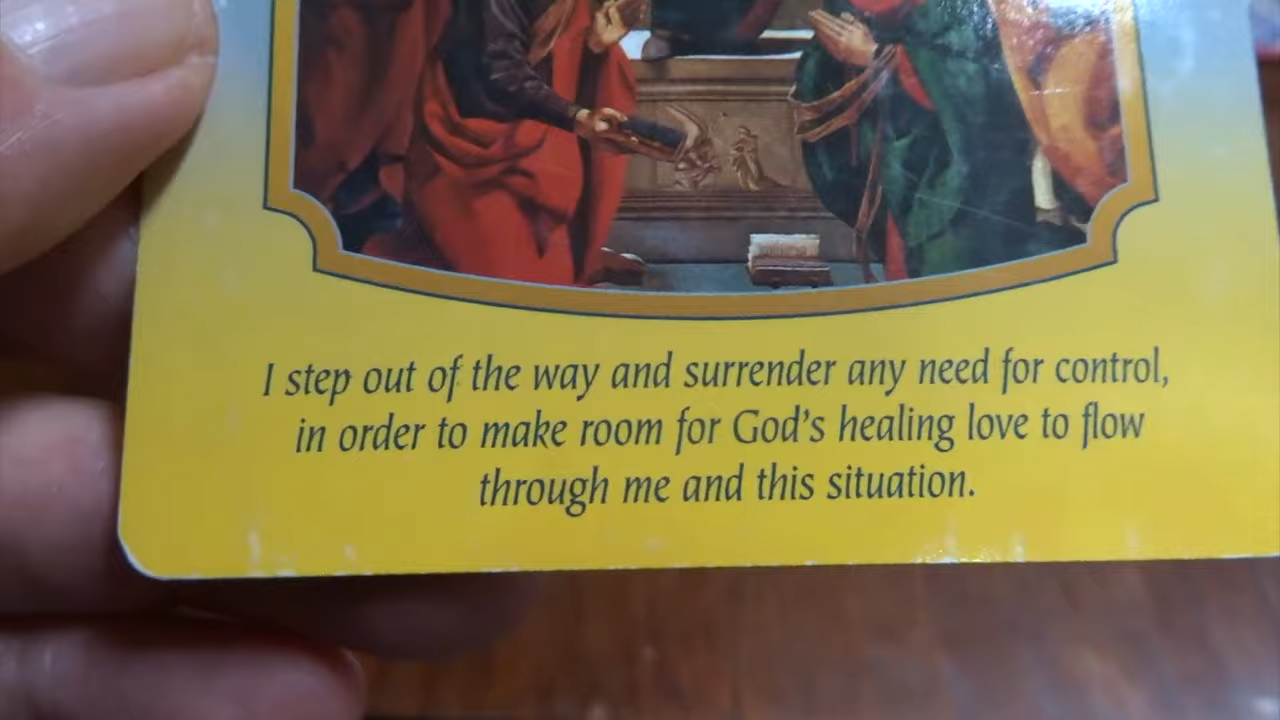 I step out of the way and surrender any need for control,
in order to make room for God's healing love to flow
through me and this situation.